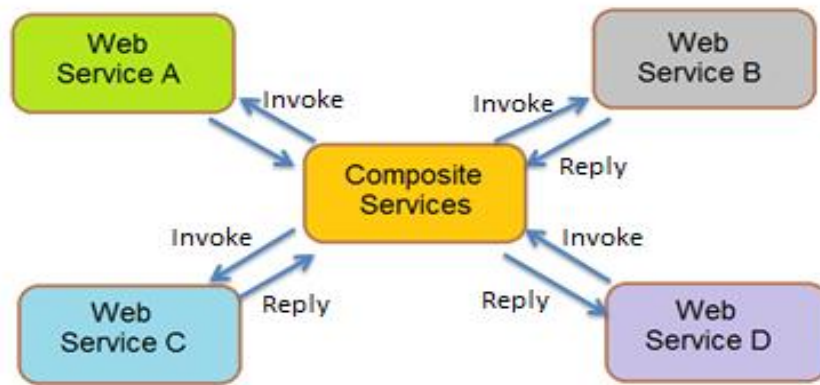 Web
Service A
Web
Service B
Invoke
Invoke
Reply
Composite
Services
Invoke
Invoke
Reply
Reply
Web
Service C
Web
Service D